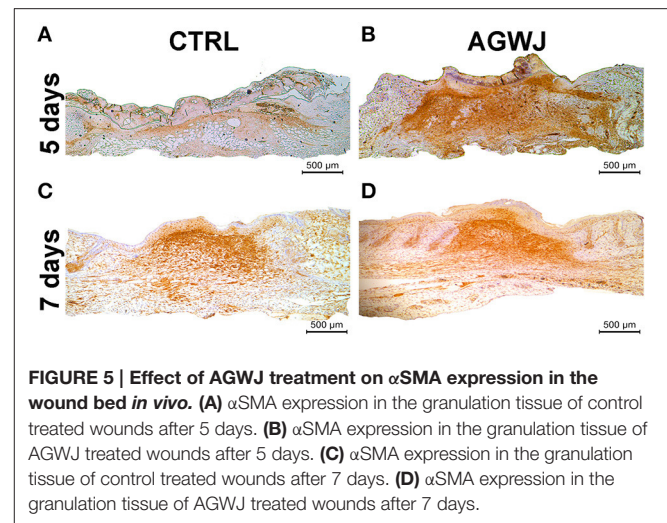 A
CTRL
B
AGWJ
5 days
500 µm
500 µm
C
D
7 days
500 µm
500 µm
FIGURE 5 | Effect of AGWJ treatment on αSMA expression in the
wound bed in vivo. (A) αSMA expression in the granulation tissue of control
treated wounds after 5 days. (B) αSMA expression in the granulation tissue of
AGWJ treated wounds after 5 days. (C) αSMA expression in the granulation
tissue of control treated wounds after 7 days. (D) αSMA expression in the
granulation tissue of AGWJ treated wounds after 7 days.